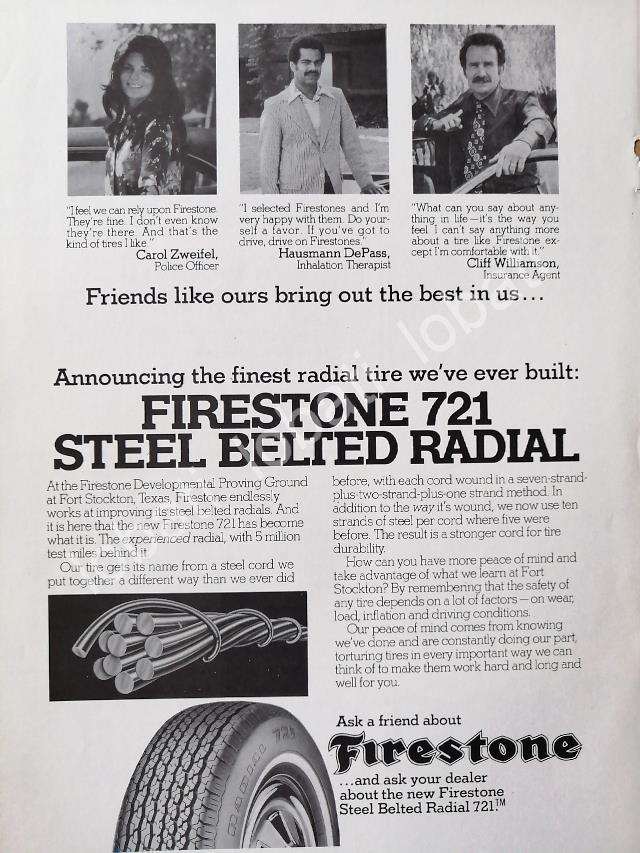 "I feel we can rely upon Firestone.
They're fine. I don't even know
they're there. And that's the
kind of tires I like."
Carol Zweifel,
Police Officer
"I selected Firestones and I'm
very happy with them. Do your-
self a favor. If you've got to
drive, drive on Firestones."
Hausmann DePass,
Inhalation Therapist
"What can you say about any-
thing in life—it's the way you
feel. I can't say anything more
about a tire like Firestone ex-
cept I'm comfortable with it."
Cliff Williamson,
Insurance Agent
Friends like ours bring out the best in us...
Announcing the finest radial tire we've ever built:
FIRESTONE 721
STEEL BELTED RADIAL
At the Firestone Developmental Proving Ground
at Fort Stockton, Texas, Firestone endlessly
works at improving its steel belted radials. And
it is here that the new Firestone 721 has become
what it is. The experienced radial, with 5 million
test miles behind it.
Our tire gets its name from a steel cord we
put together a different way than we ever did
before, with each cord wound in a seven-strand-
plus-two-strand-plus-one strand method. In
addition to the way it's wound, we now use ten
strands of steel per cord where five were
before. The result is a stronger cord for tire
durability.
How can you have more peace of mind and
take advantage of what we learn at Fort
Stockton? By remembering that the safety of
any tire depends on a lot of factors—on wear,
load, inflation and driving conditions.
Our peace of mind comes from knowing
we've done and are constantly doing our part,
torturing tires in every important way we can
think of to make them work hard and long and
well for you.
RADIAL 721
Ask a friend about
Firestone
...and ask your dealer
about the new Firestone
Steel Belted Radial 721.™